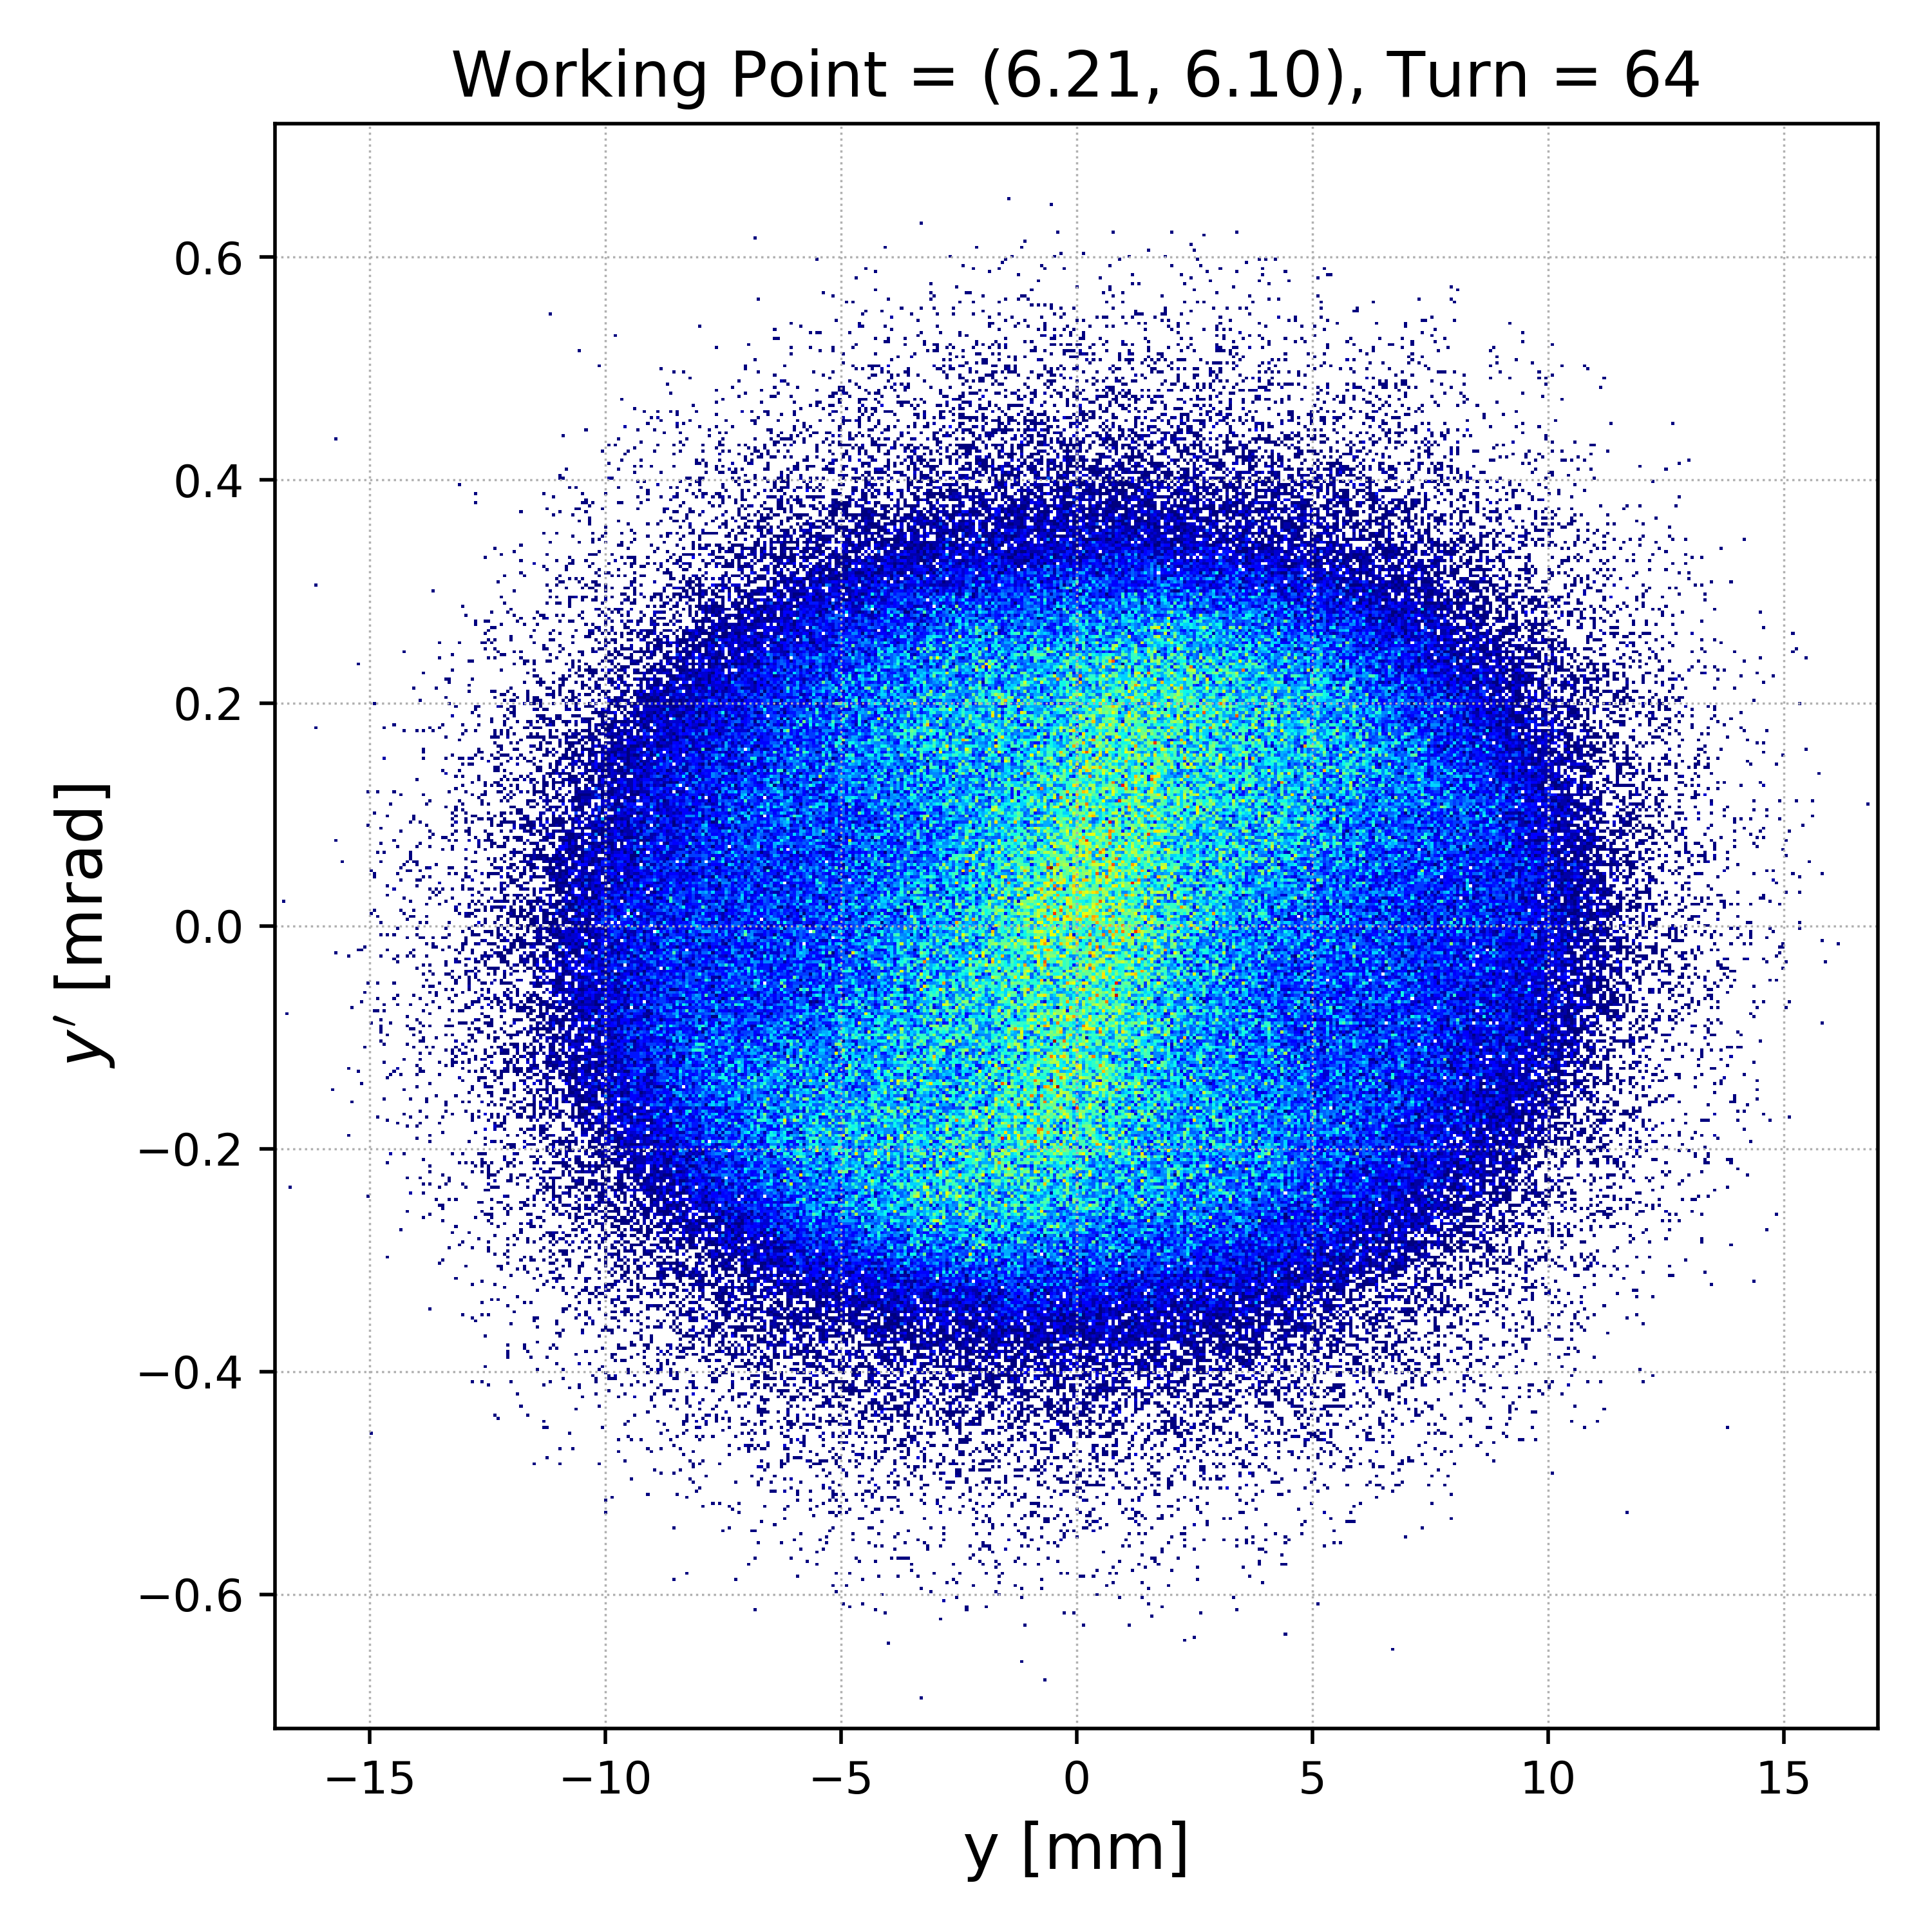 Working Point = (6.21, 6.10), Turn = 64
0.6
0.4
0.2
0.0
−0.2
−0.4
−0.6
y′ [mrad]
−15 −10 −5 0 5 10 15
y [mm]